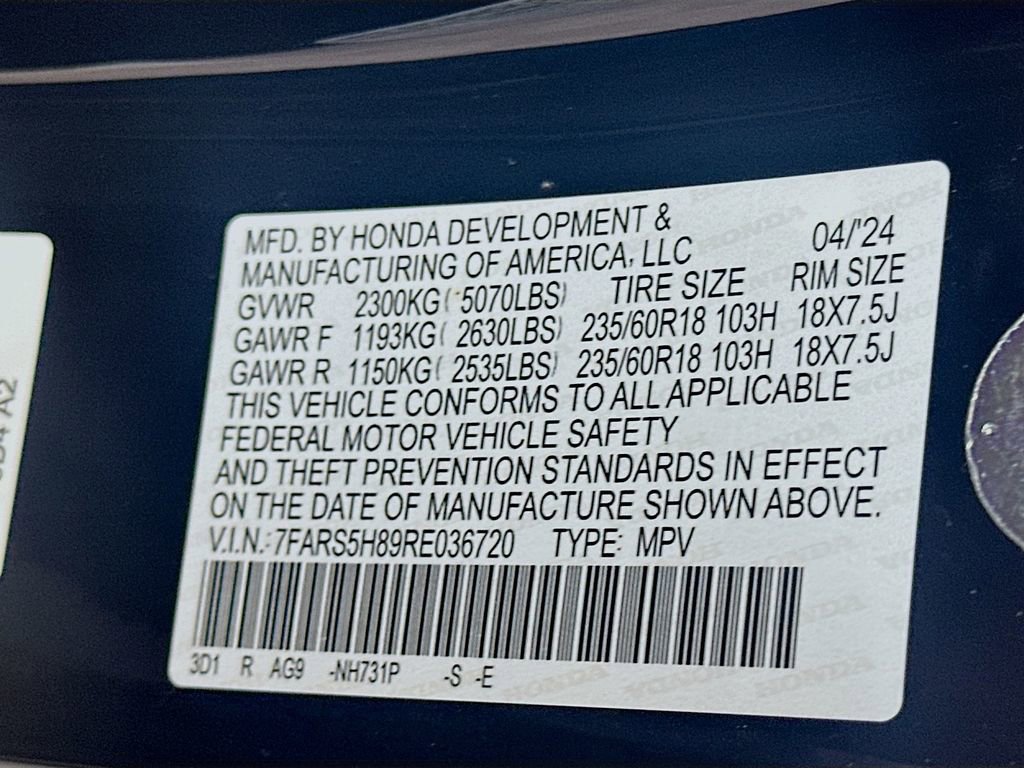 MFD. BY HONDA DEVELOPMENT &
MANUFACTURING OF AMERICA, LLC 04/'24
GVWR 2300KG( 5070LBS) TIRE SIZE RIM SIZE
GAWR F 1193KG( 2630LBS) 235/60R18 103H 18X7.5J
GAWR R 1150KG( 2535LBS) 235/60R18 103H 18X7.5J
THIS VEHICLE CONFORMS TO ALL APPLICABLE
FEDERAL MOTOR VEHICLE SAFETY
AND THEFT PREVENTION STANDARDS IN EFFECT
ON THE DATE OF MANUFACTURE SHOWN ABOVE.
V.I.N.: 7FARS5H89RE036720 TYPE: MPV
3D1 R AG9 -NH731P -S -E
A2